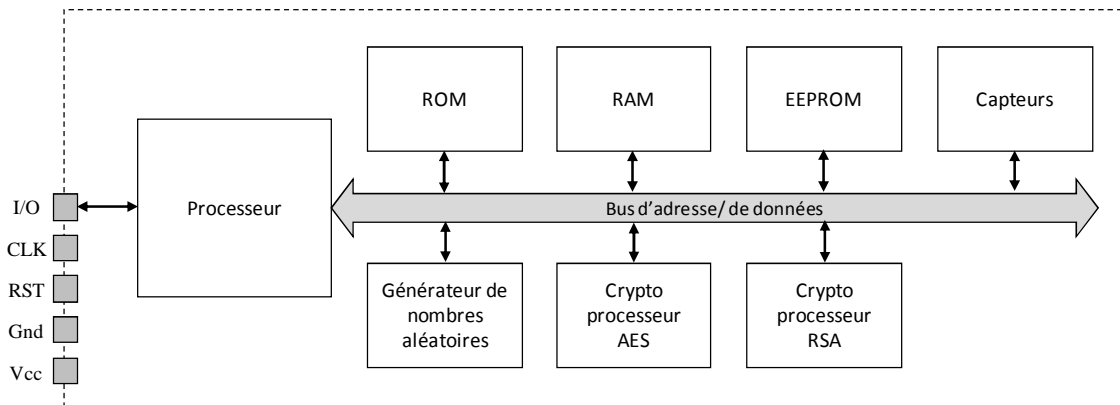 ROM
RAM
EEPROM
Capteurs
Processeur
I/O
CLK
RST
Gnd
Vcc
Bus d'adresse/ de données
Générateur de
nombres
aléatoires
Crypto
processeur
AES
Crypto
processeur
RSA